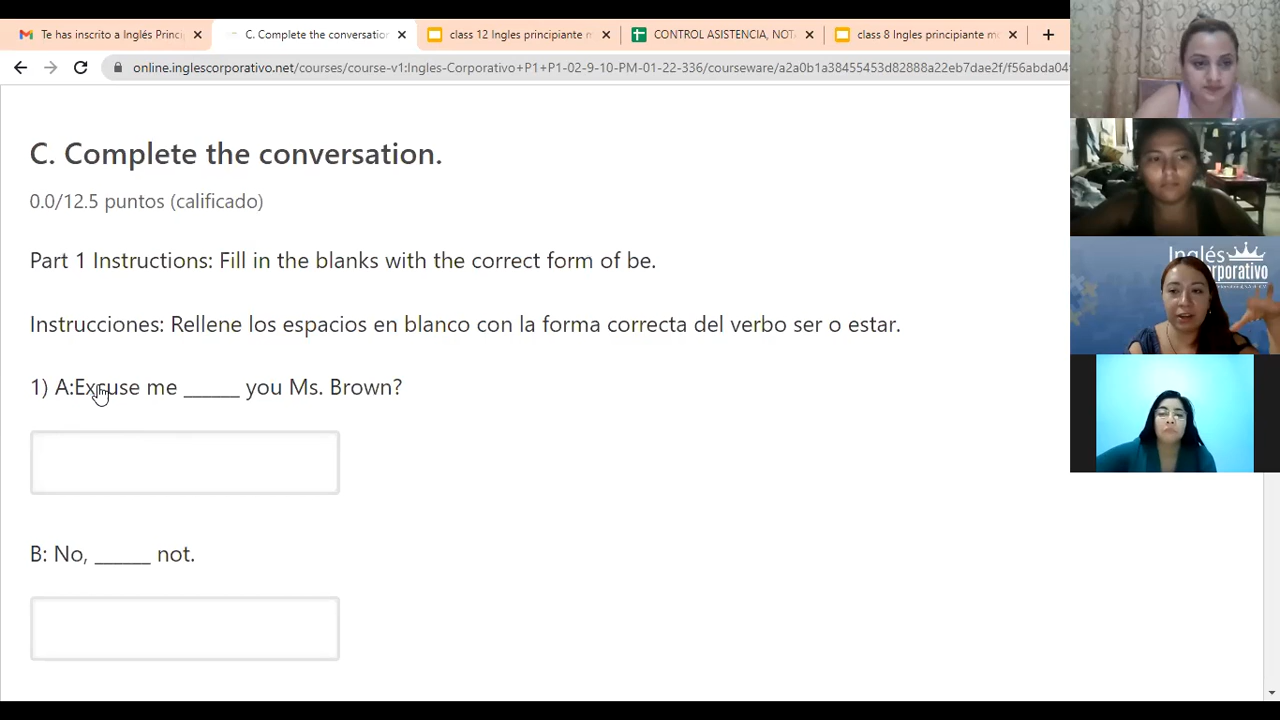 Te has inscrito a Inglés Princi
C. Complete the conversation
class 12 Ingles principiante m
CONTROL ASISTENCIA, NOT
class 8 Ingles principiante mo
online.inglescorporativo.net/courses/course-v1:Ingles-Corporativo+P1+P1-02-9-10-PM-01-22-336/courseware/a2a0b1a38455453d82888a22eb7dae2f/f56abda04
C. Complete the conversation.
0.0/12.5 puntos (calificado)
Part 1 Instructions: Fill in the blanks with the correct form of be.
Instrucciones: Rellene los espacios en blanco con la forma correcta del verbo ser o estar.
1) A:Excuse me ______ you Ms. Brown?
B: No, ______ not.
Inglés
orporativo